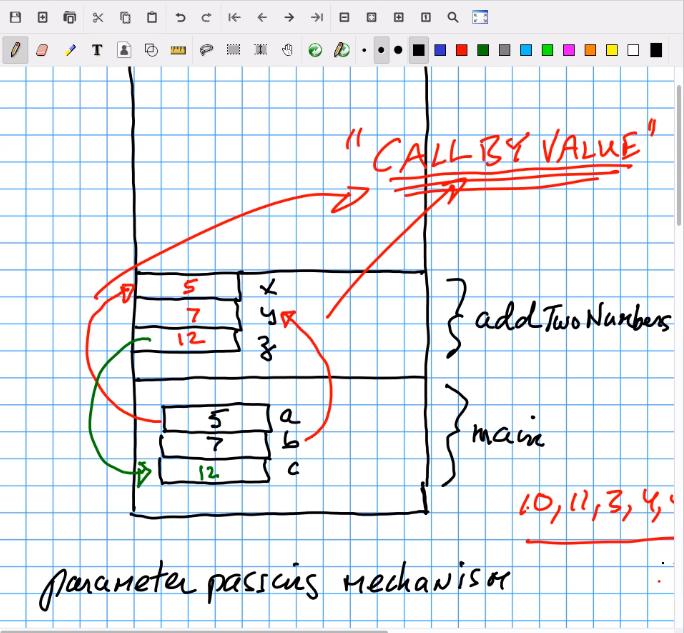 T
" CALL BY VALUE "
5 x
7 y
12 z
addTwoNumbers
5 a
7 b
12 c
main
10, 11, 3, 4,
parameter passing mechanism